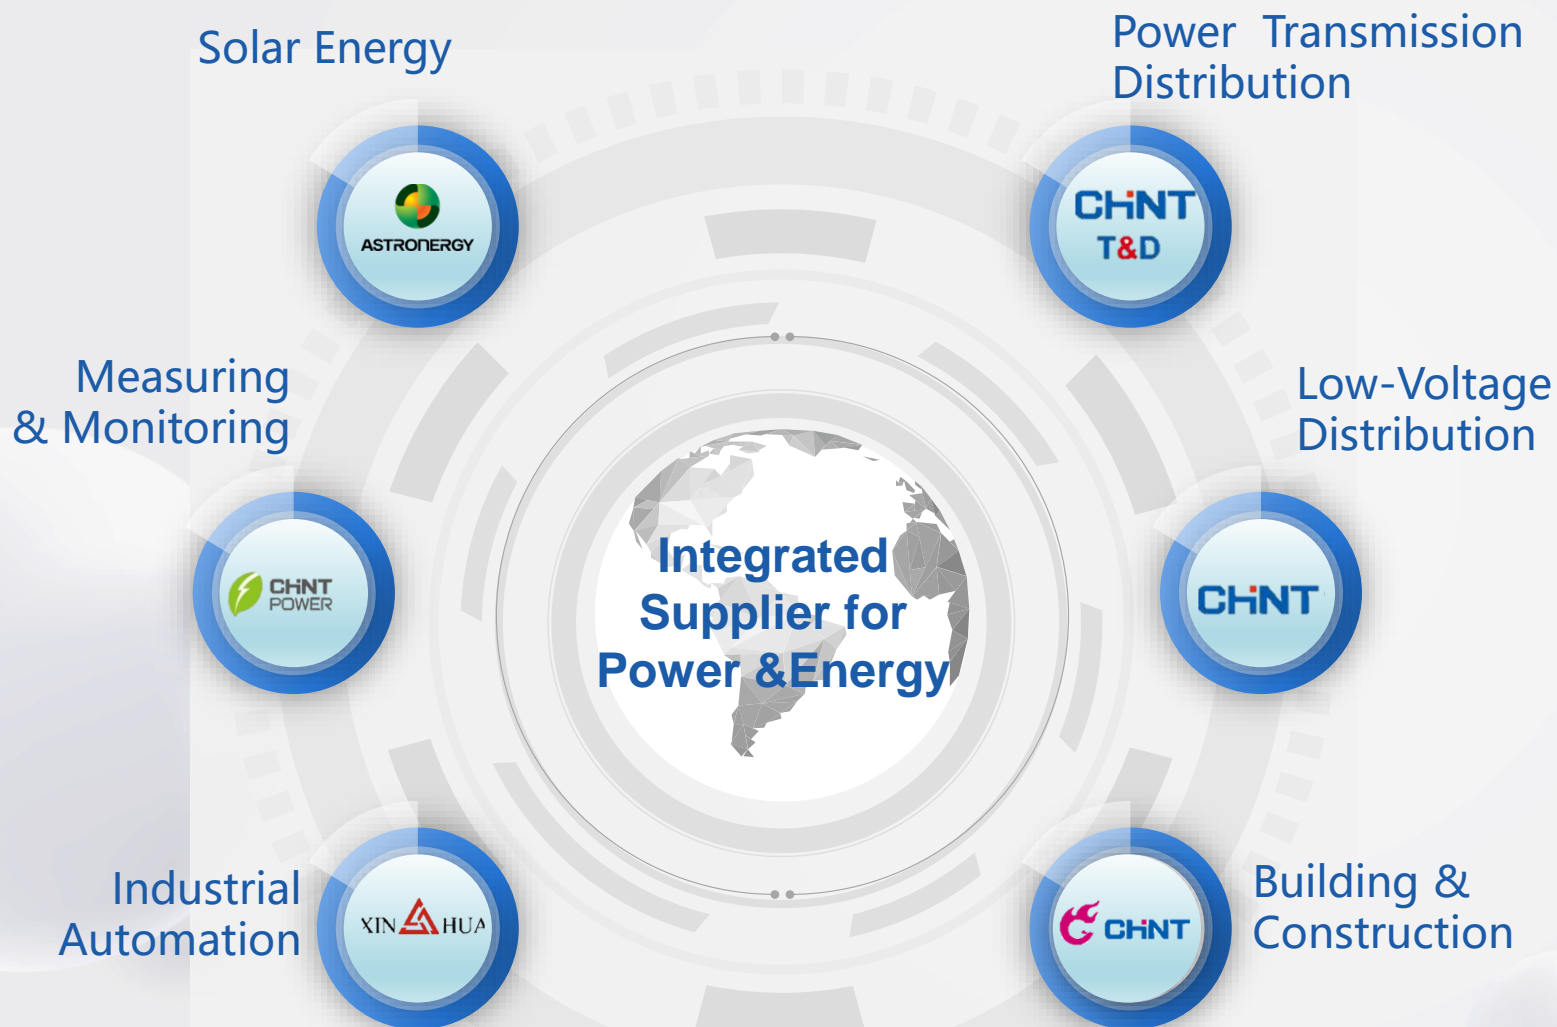 Solar Energy
Power Transmission
Distribution
ASTRONERGY
CHNT
T&D
Measuring
& Monitoring
Low-Voltage
Distribution
CHNT
POWER
Integrated
Supplier for
Power &Energy
CHNT
Industrial
Automation
XIN HUA
Building &
Construction
CHNT